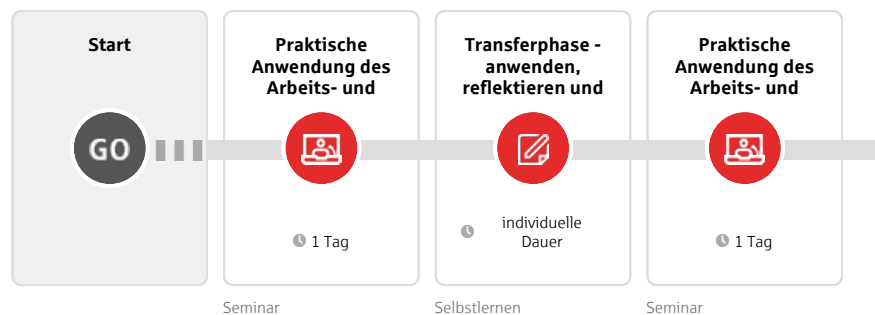 Start
GO
Praktische
Anwendung des
Arbeits- und
1 Tag
Seminar
Transferphase -
anwenden,
reflektieren und
individuelle
Dauer
Selbstlernen
Praktische
Anwendung des
Arbeits- und
1 Tag
Seminar